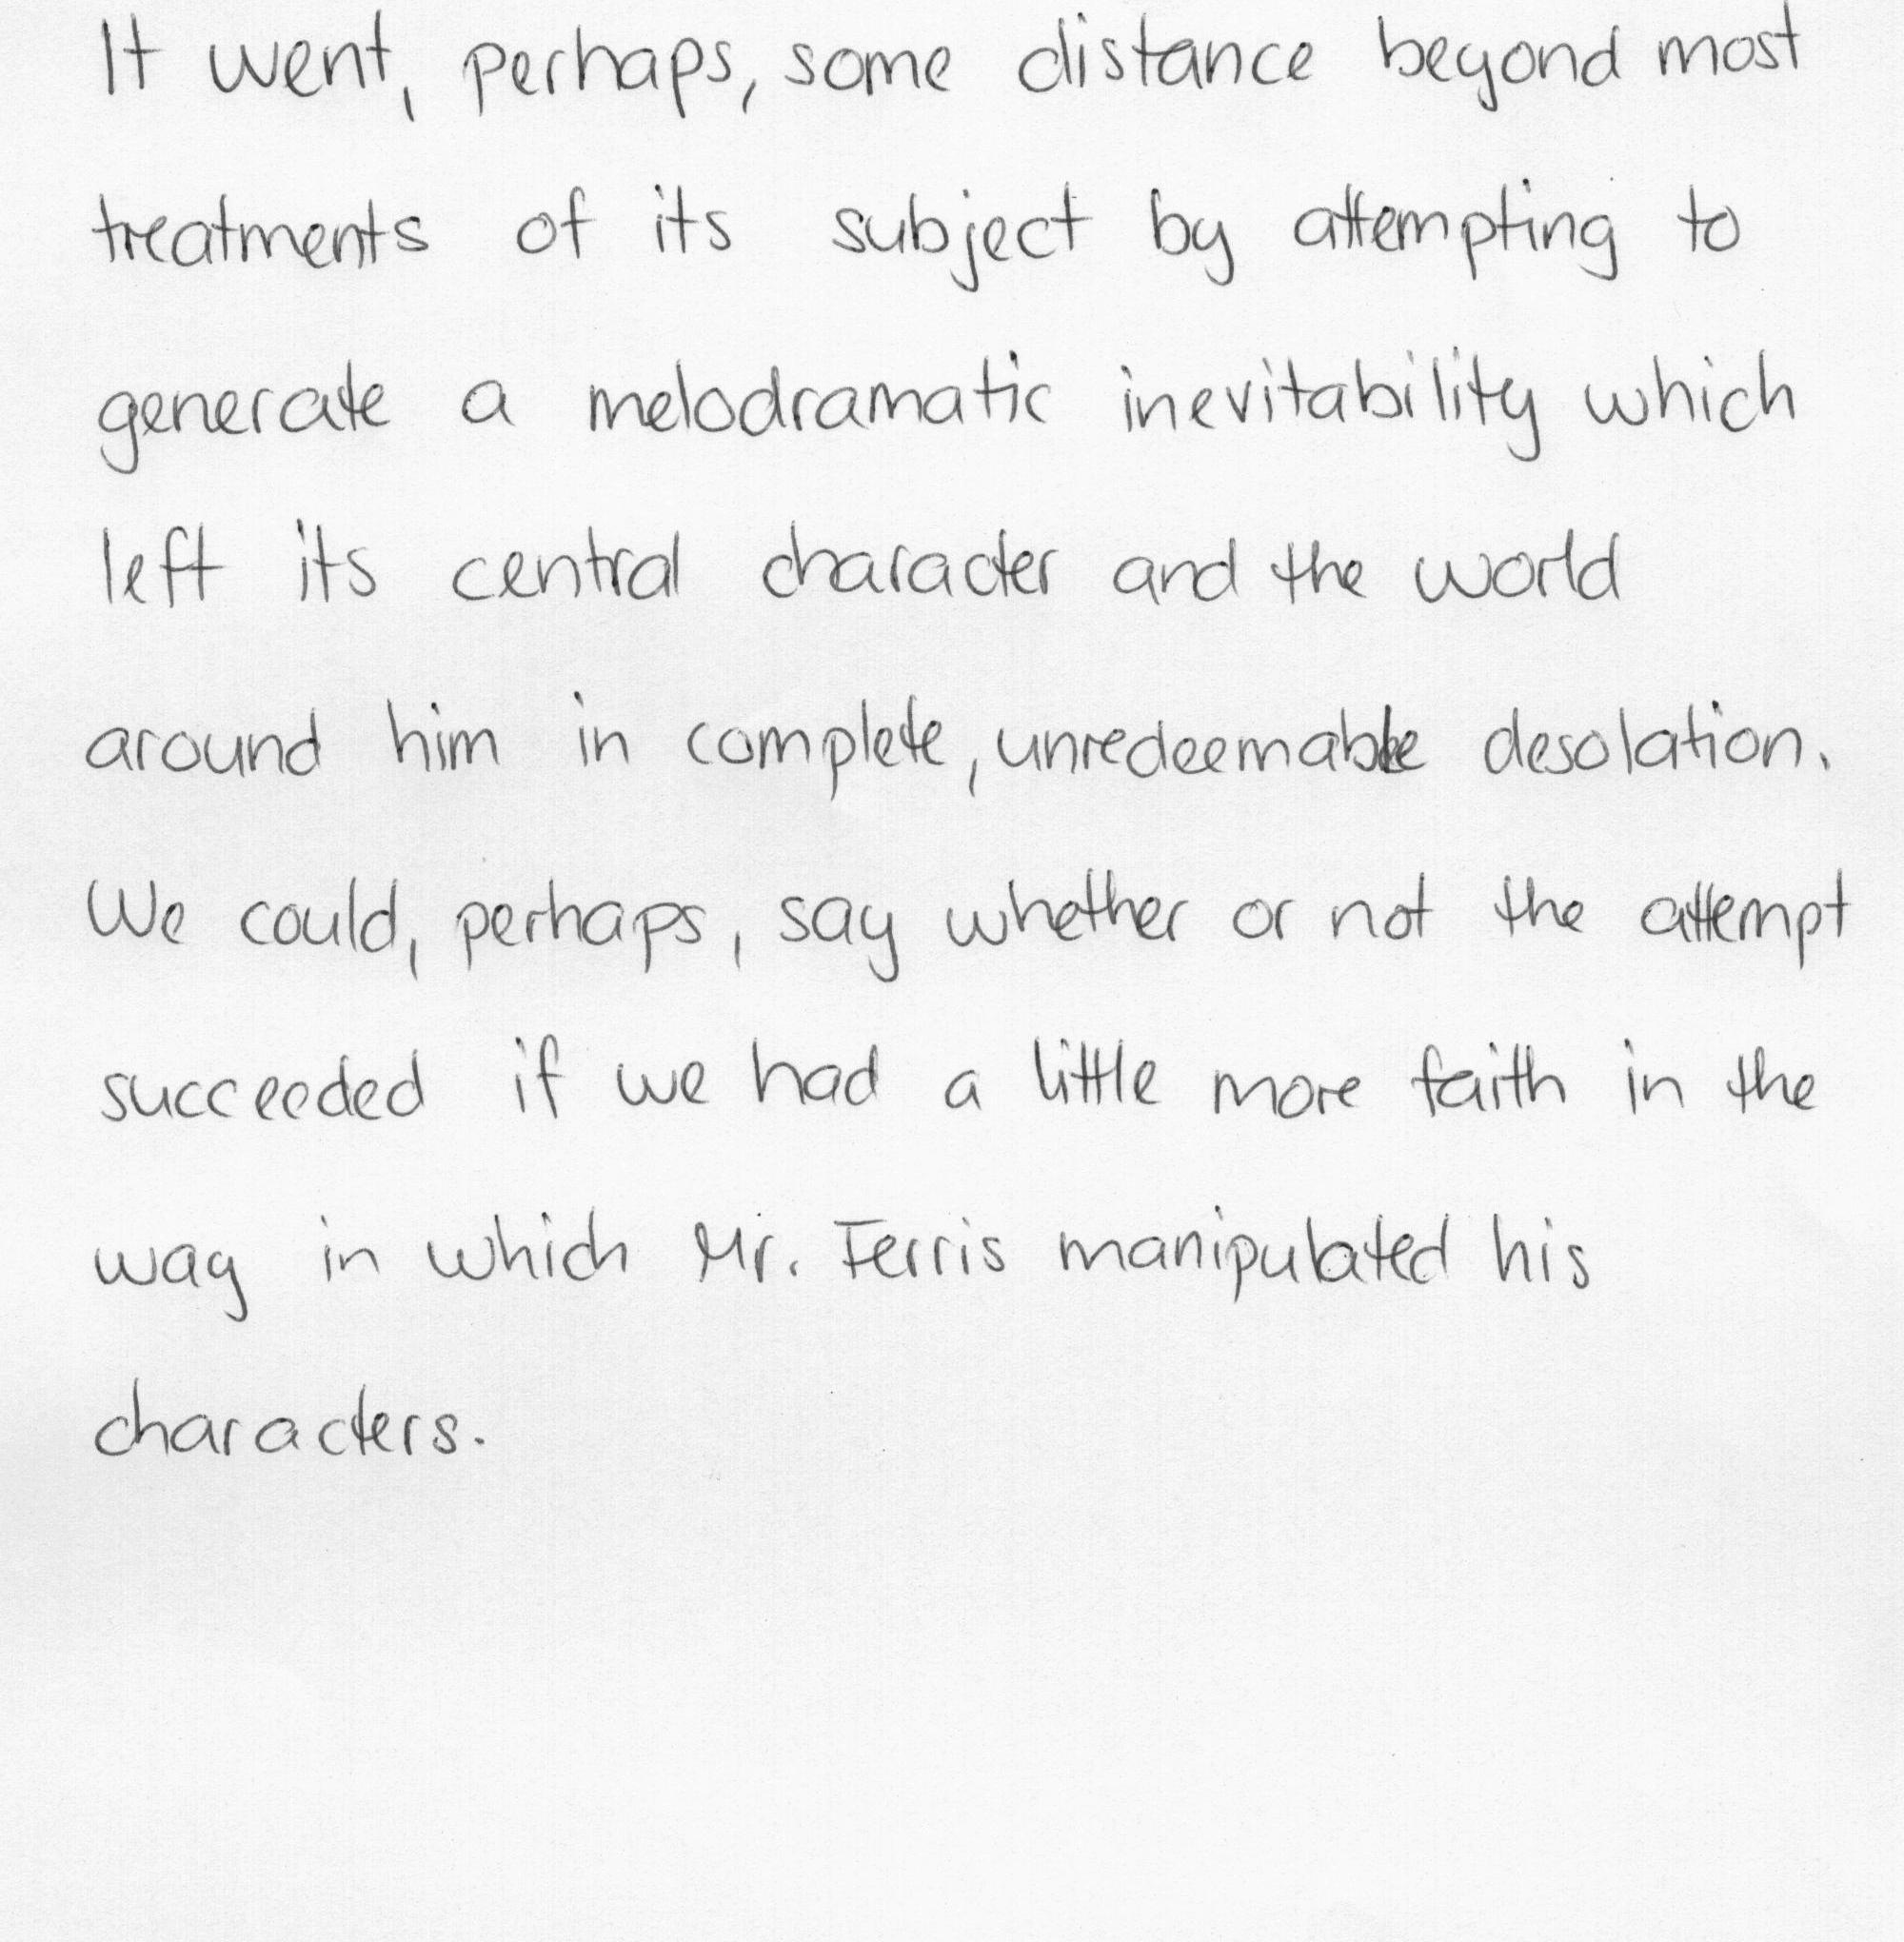 It went, perhaps, some distance beyond most
treatments of its subject by attempting to
generate a melodramatic inevitability which
left its central character and the world
around him in complete, unredeemable desolation.
We could, perhaps, say whether or not the attempt
succeeded if we had a little more faith in the
way in which Mr. Ferris manipulated his
characters.